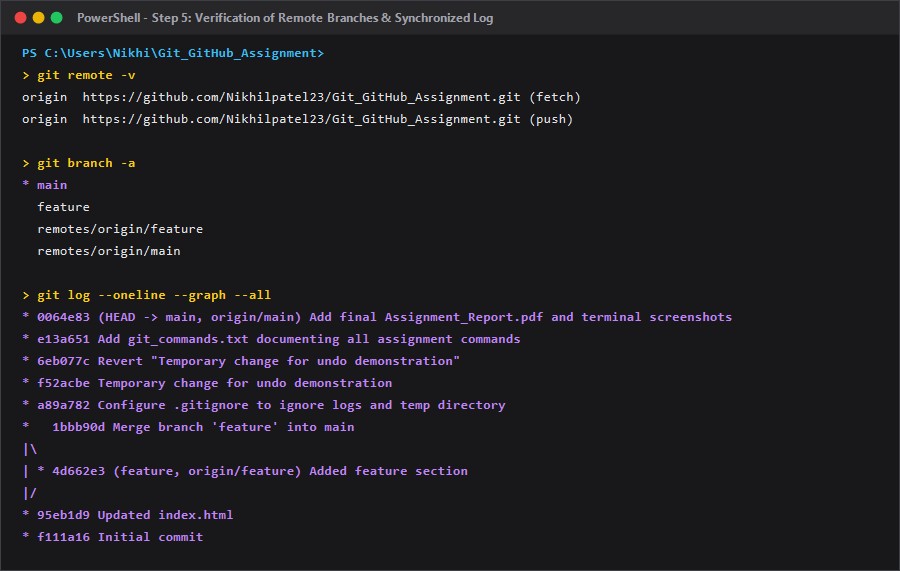 PowerShell - Step 5: Verification of Remote Branches & Synchronized Log
PS C:\Users\Nikhi\Git_GitHub_Assignment>
> git remote -v
origin  https://github.com/Nikhilpatel23/Git_GitHub_Assignment.git (fetch)
origin  https://github.com/Nikhilpatel23/Git_GitHub_Assignment.git (push)
> git branch -a
* main
  feature
  remotes/origin/feature
  remotes/origin/main
> git log --oneline --graph --all
* 0064e83 (HEAD -> main, origin/main) Add final Assignment_Report.pdf and terminal screenshots
* e13a651 Add git_commands.txt documenting all assignment commands
* 6eb077c Revert "Temporary change for undo demonstration"
* f52acbe Temporary change for undo demonstration
* a89a782 Configure .gitignore to ignore logs and temp directory
*   1bbb90d Merge branch 'feature' into main
|\
| * 4d662e3 (feature, origin/feature) Added feature section
|/
* 95eb1d9 Updated index.html
* f111a16 Initial commit